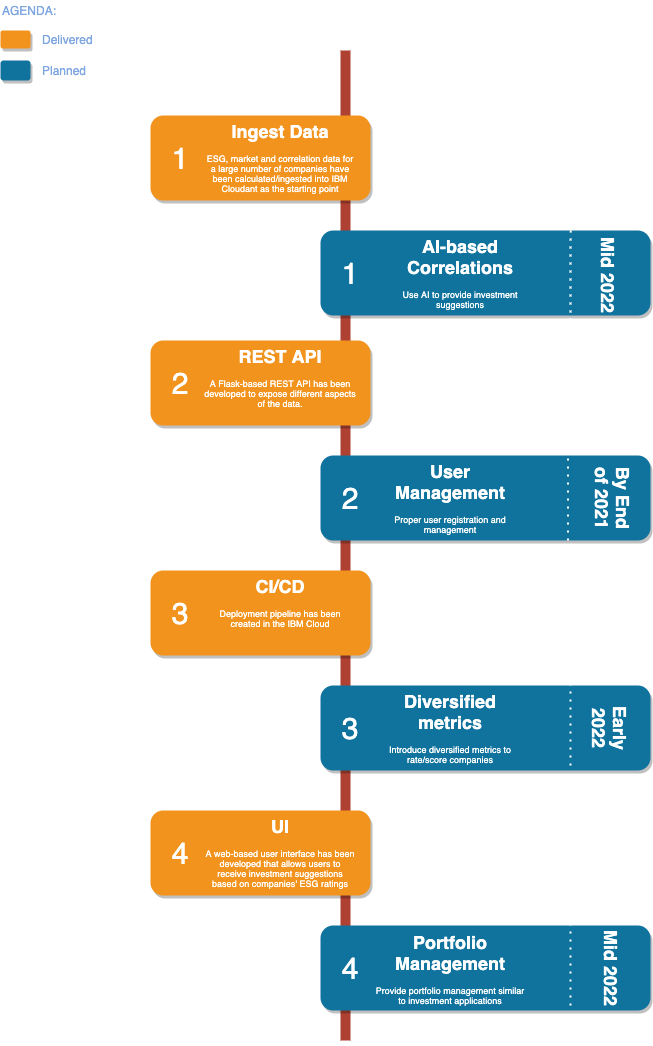 AGENDA:
Delivered
Planned
Ingest Data
1
ESG, market and correlation data for
a large number of companies have
been calculated/ingested into IBM
Cloudant as the starting point
AI-based
Correlations
1
Use AI to provide investment
suggestions
Mid 2022
REST API
2
A Flask-based REST API has been
developed to expose different aspects
of the data.
User
Management
2
Proper user registration and
management
By End
of 2021
CI/CD
3
Deployment pipeline has been
created in the IBM Cloud
Diversified
metrics
3
Introduce diversified metrics to
rate/score companies
Early
2022
UI
4
A web-based user interface has been
developed that allows users to
receive investment suggestions
based on companies' ESG ratings
Portfolio
Management
4
Provide portfolio management similar
to investment applications
Mid 2022